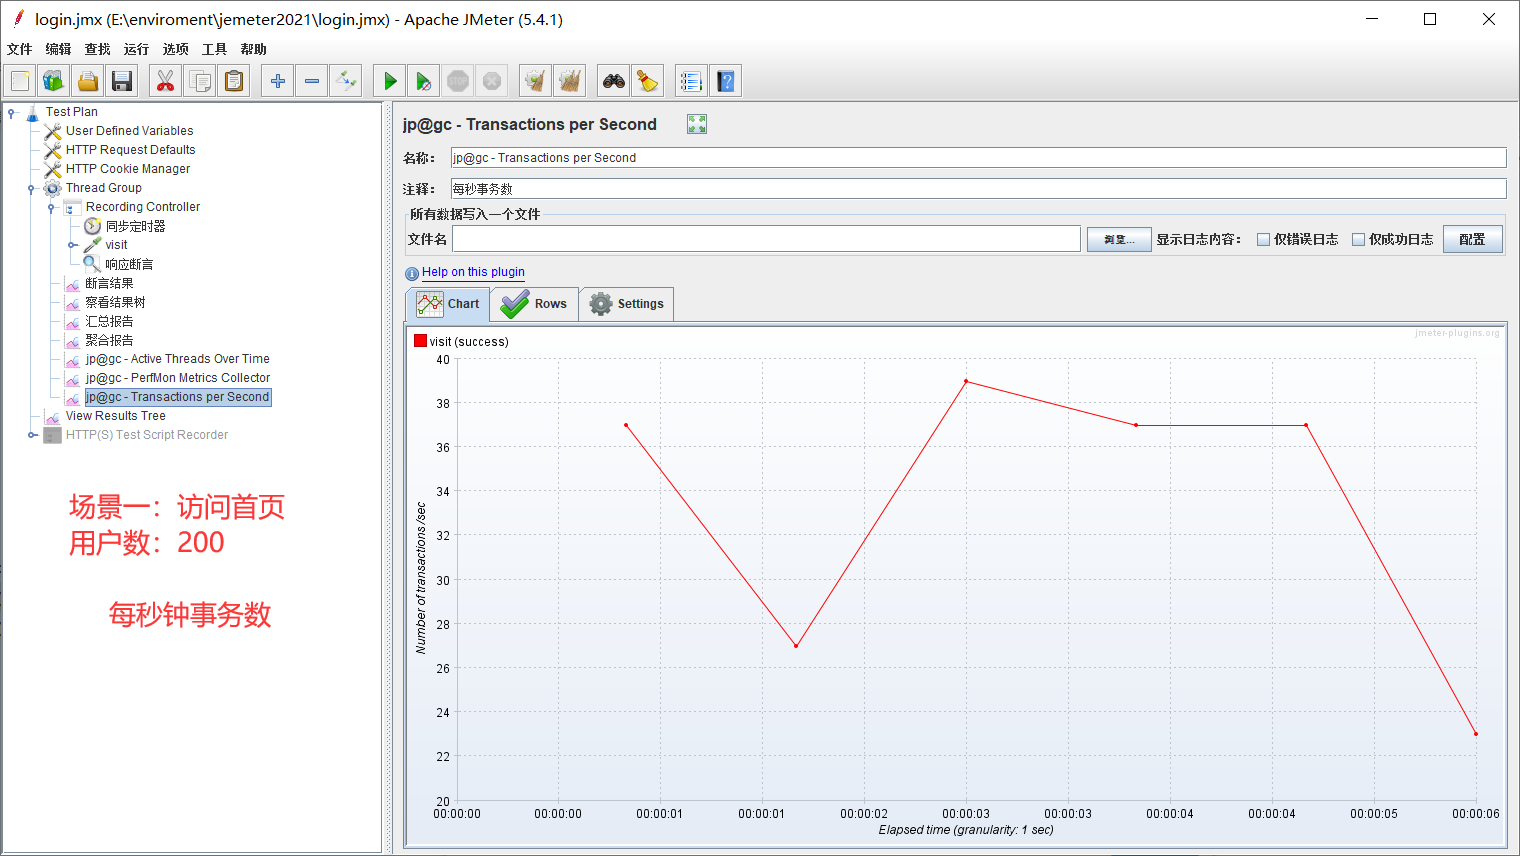 login.jmx (E:\enviroment\jemeter2021\login.jmx) - Apache JMeter (5.4.1)
文件 编辑 查找 运行 选项 工具 帮助
STOP
Test Plan
User Defined Variables
HTTP Request Defaults
HTTP Cookie Manager
Thread Group
Recording Controller
同步定时器
visit
响应断言
断言结果
察看结果树
汇总报告
聚合报告
jp@gc - Active Threads Over Time
jp@gc - PerfMon Metrics Collector
jp@gc - Transactions per Second
View Results Tree
HTTP(S) Test Script Recorder
场景一：访问首页
用户数：200
每秒钟事务数
jp@gc - Transactions per Second
名称： jp@gc - Transactions per Second
注释： 每秒事务数
所有数据写入一个文件
文件名 浏览... 显示日志内容： 仅错误日志 仅成功日志 配置
Help on this plugin
Chart Rows Settings
jmeter-plugins.org
visit (success)
40
38
36
34
32
30
28
26
24
22
20
Number of transactions /sec
00:00:00 00:00:00 00:00:01 00:00:01 00:00:02 00:00:03 00:00:03 00:00:04 00:00:04 00:00:05 00:00:06
Elapsed time (granularity: 1 sec)